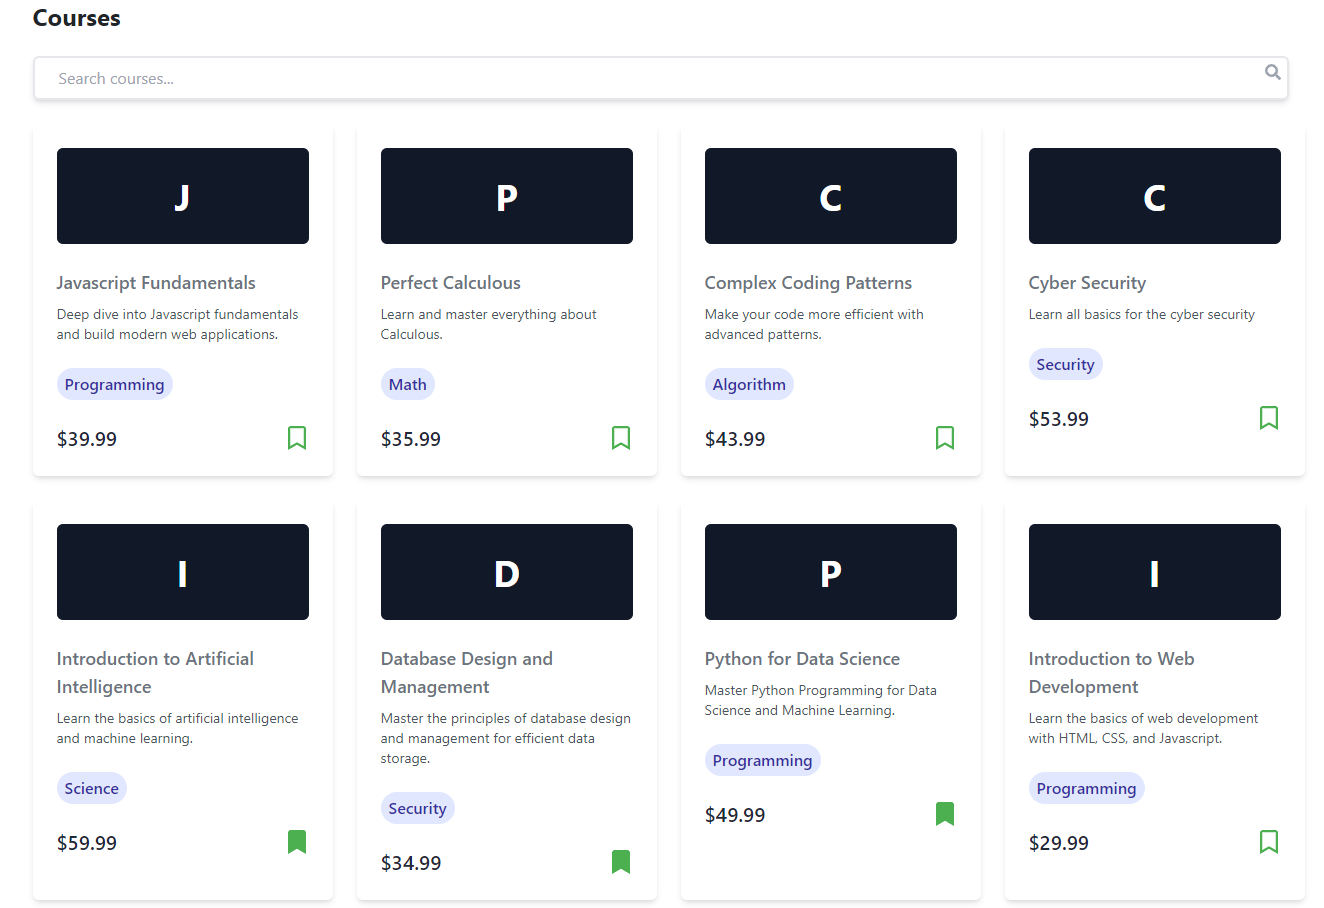 Courses
Search courses...
J
Javascript Fundamentals
Deep dive into Javascript fundamentals
and build modern web applications.
Programming
$39.99
P
Perfect Calculous
Learn and master everything about
Calculous.
Math
$35.99
C
Complex Coding Patterns
Make your code more efficient with
advanced patterns.
Algorithm
$43.99
C
Cyber Security
Learn all basics for the cyber security
Security
$53.99
I
Introduction to Artificial
Intelligence
Learn the basics of artificial intelligence
and machine learning.
Science
$59.99
D
Database Design and
Management
Master the principles of database design
and management for efficient data
storage.
Security
$34.99
P
Python for Data Science
Master Python Programming for Data
Science and Machine Learning.
Programming
$49.99
I
Introduction to Web
Development
Learn the basics of web development
with HTML, CSS, and Javascript.
Programming
$29.99